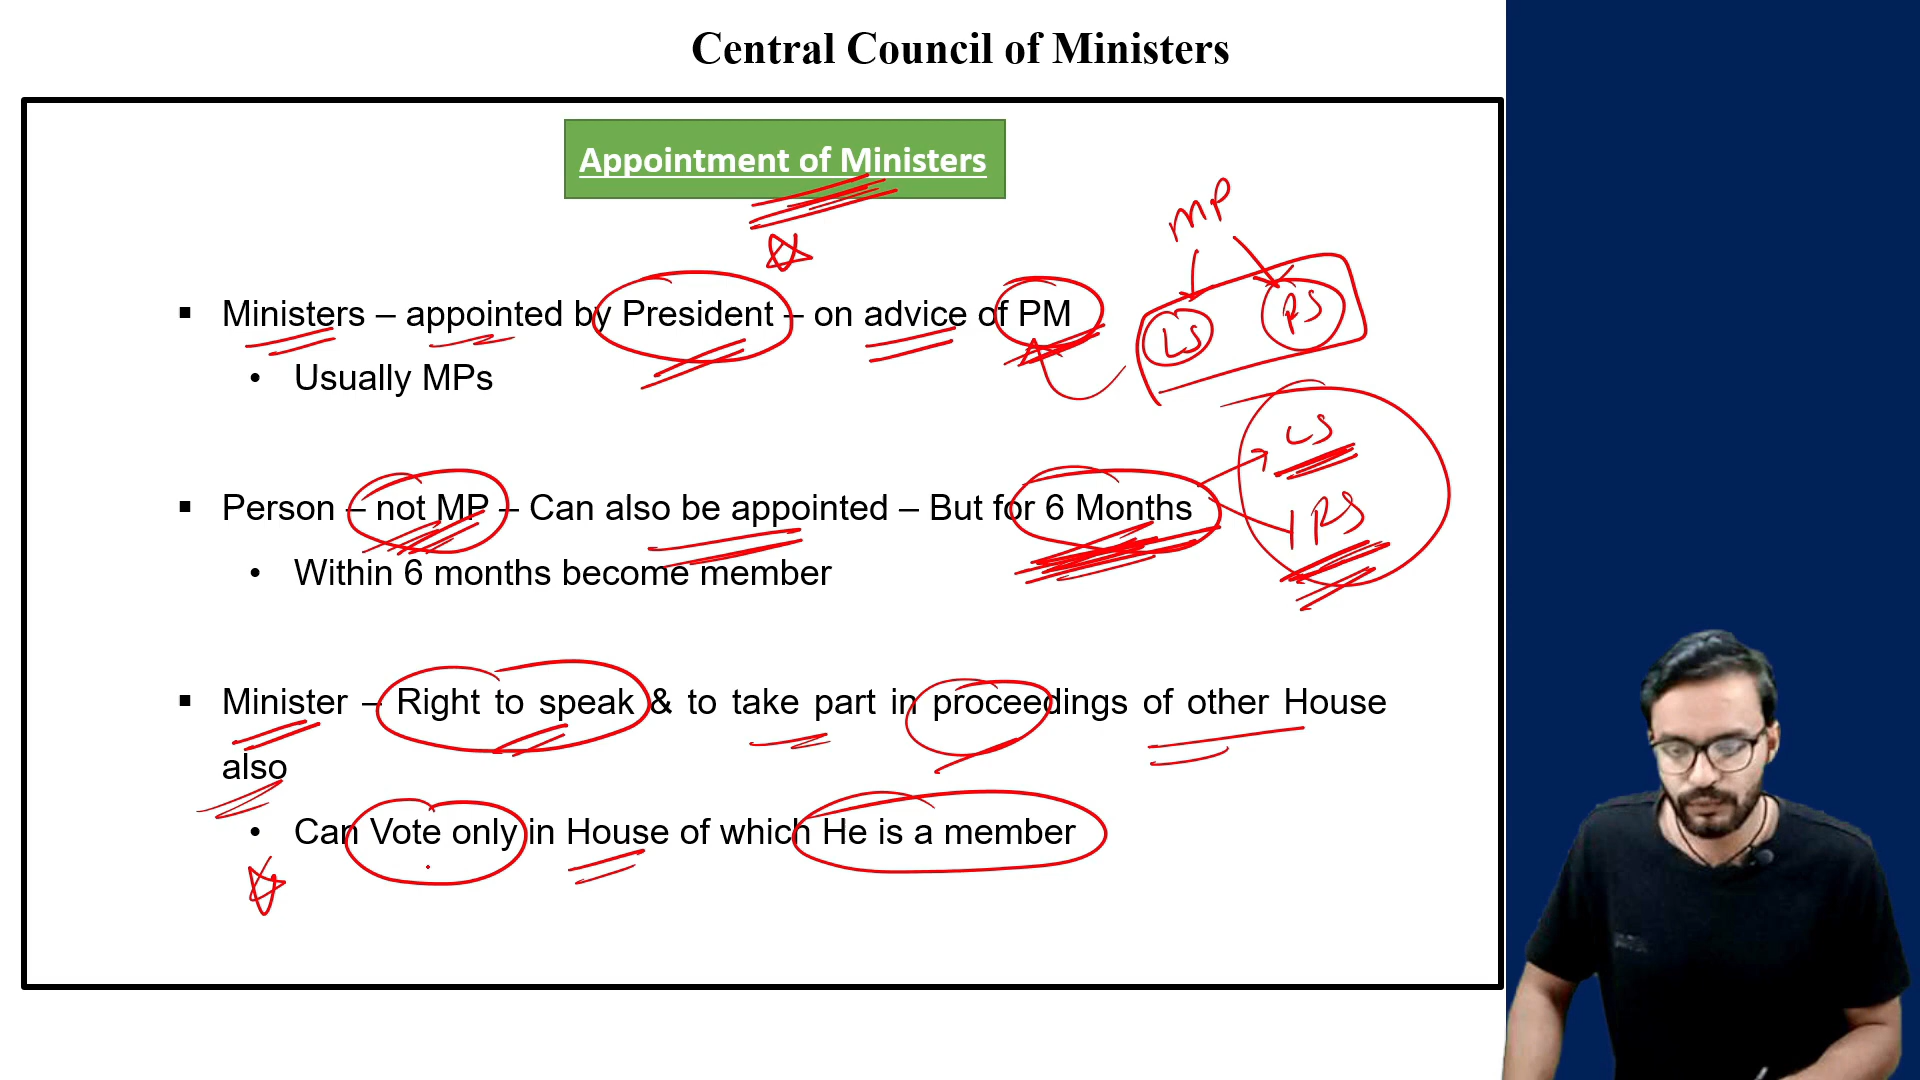 Central Council of Ministers
Appointment of Ministers
MP
▪ Ministers – appointed by President – on advice of PM
LS RS
• Usually MPs
LS
▪ Person – not MP – Can also be appointed – But for 6 Months
RS
• Within 6 months become member
▪ Minister – Right to speak & to take part in proceedings of other House
also
• Can Vote only in House of which He is a member